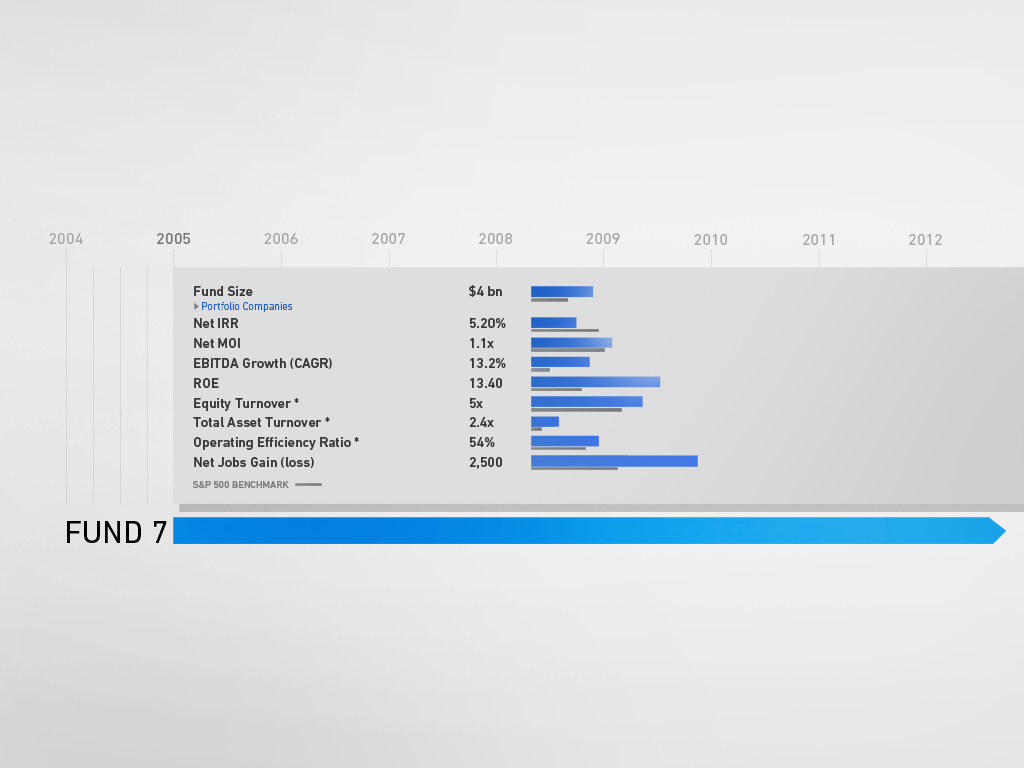 2004 2005 2006 2007 2008 2009 2010 2011 2012
Fund Size $4 bn
Portfolio Companies
Net IRR 5.20%
Net MOI 1.1x
EBITDA Growth (CAGR) 13.2%
ROE 13.40
Equity Turnover * 5x
Total Asset Turnover * 2.4x
Operating Efficiency Ratio * 54%
Net Jobs Gain (loss) 2,500
S&P 500 BENCHMARK
FUND 7